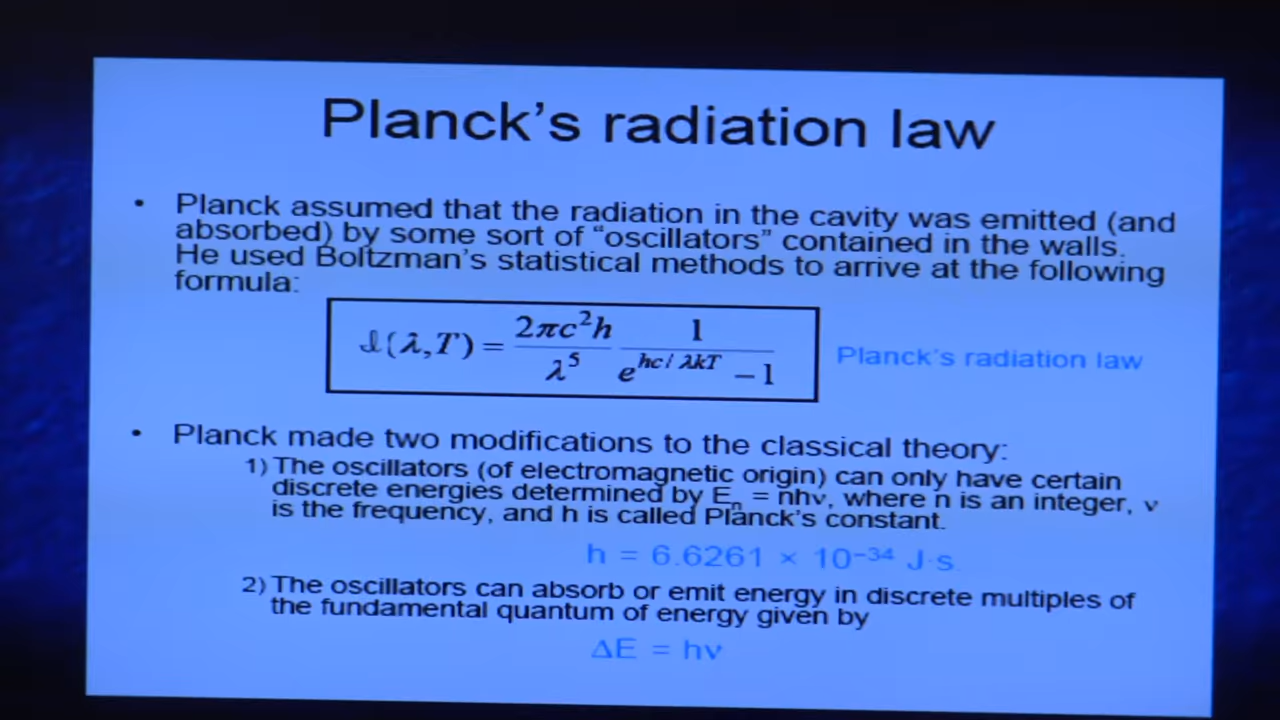 Planck's radiation law
• Planck assumed that the radiation in the cavity was emitted (and
absorbed) by some sort of “oscillators” contained in the walls.
He used Boltzman's statistical methods to arrive at the following
formula:
ℐ(λ,T) = 2πc²h / λ⁵ 1 / e^{hc/λkT} − 1
Planck's radiation law
• Planck made two modifications to the classical theory:
1) The oscillators (of electromagnetic origin) can only have certain
discrete energies determined by Eₙ = nhν, where n is an integer, ν
is the frequency, and h is called Planck's constant.
h = 6.6261 × 10⁻³⁴ J·s.
2) The oscillators can absorb or emit energy in discrete multiples of
the fundamental quantum of energy given by
ΔE = hν